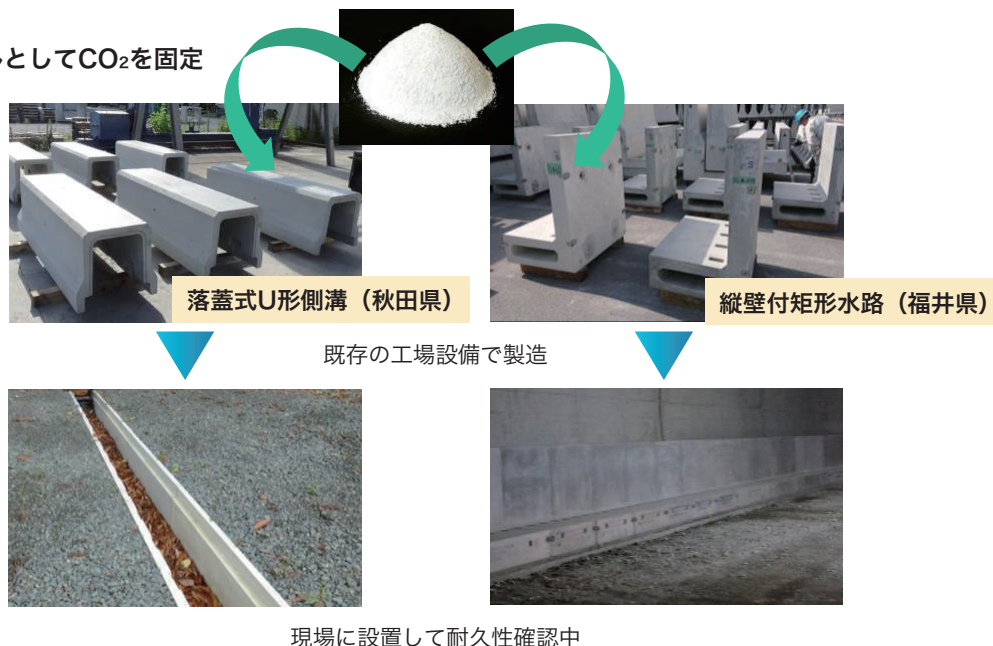 としてCO₂を固定
落蓋式U形側溝（秋田県）
縦壁付矩形水路（福井県）
既存の工場設備で製造
現場に設置して耐久性確認中